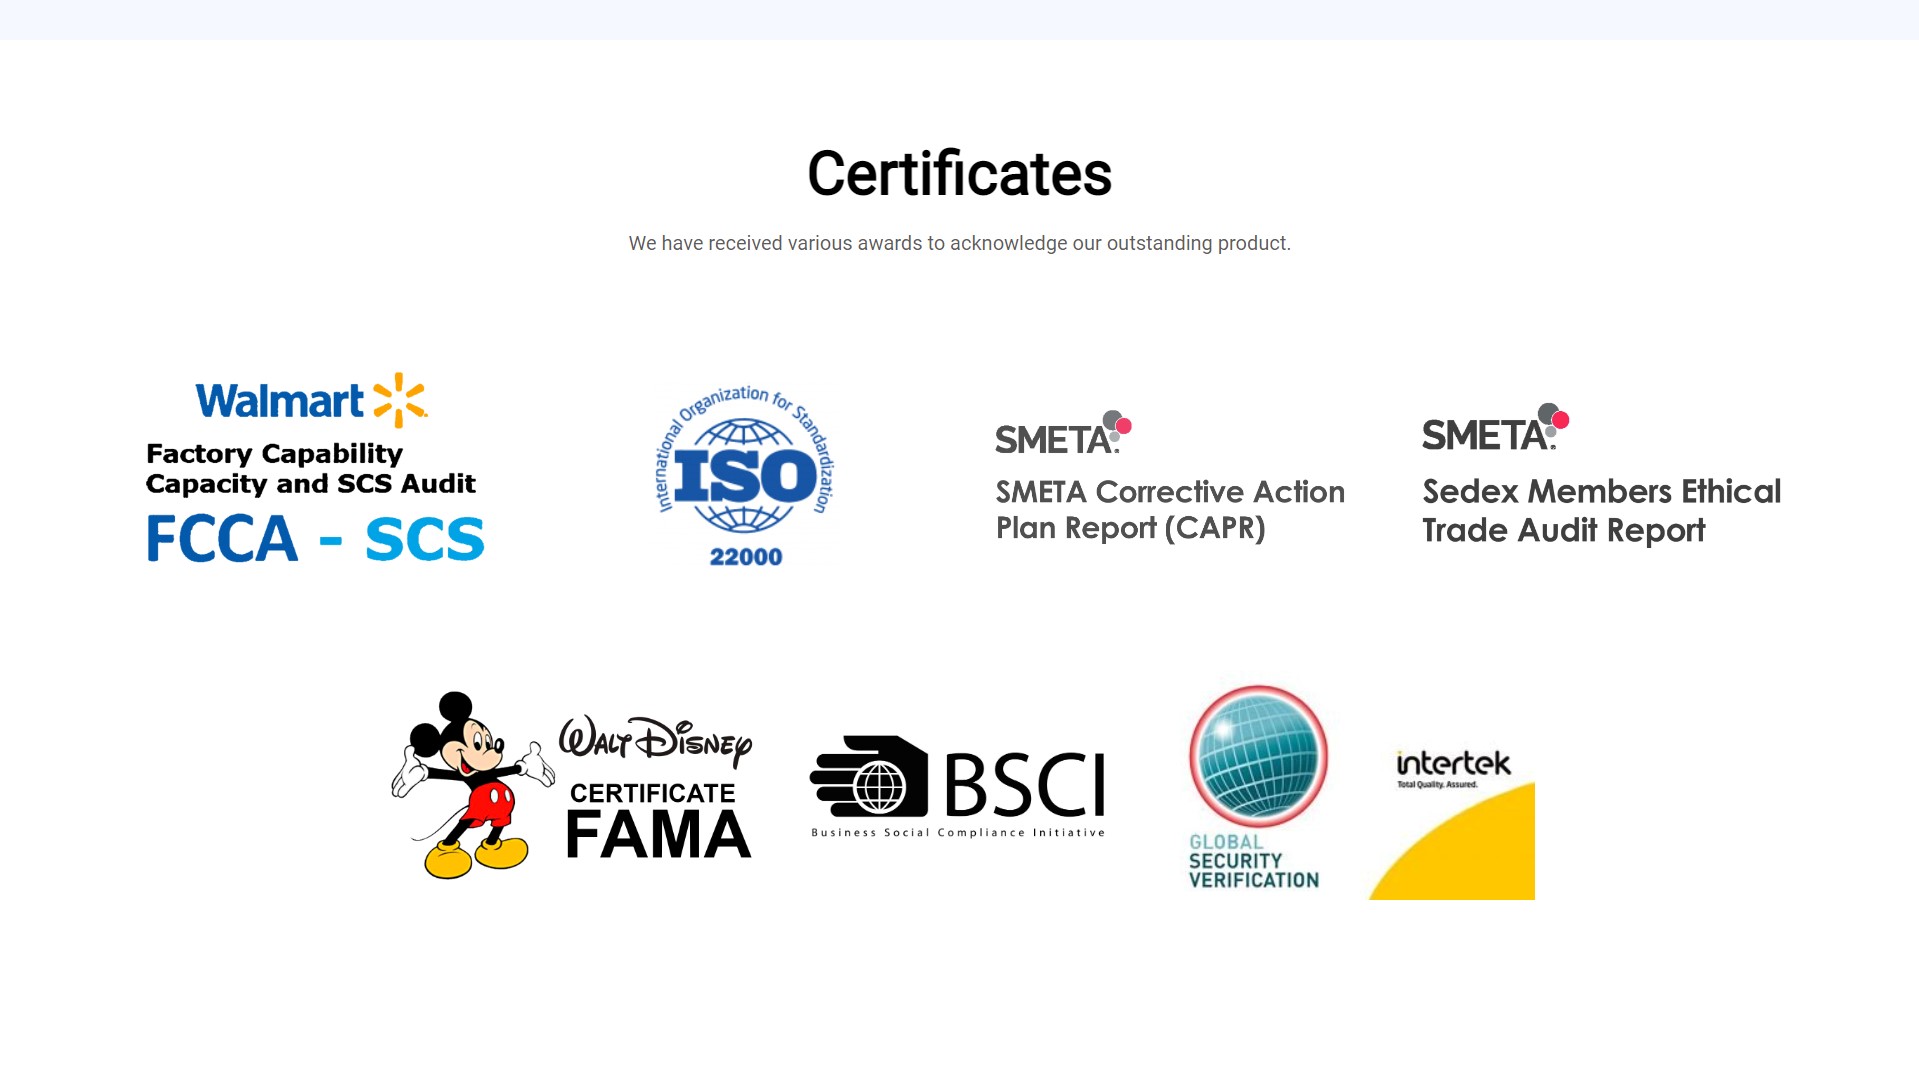 Certificates
We have received various awards to acknowledge our outstanding product.
Walmart
Factory Capability
Capacity and SCS Audit
FCCA - SCS
International Organization for Standardization
ISO
22000
SMETA
SMETA Corrective Action
Plan Report (CAPR)
SMETA
Sedex Members Ethical
Trade Audit Report
WALT DISNEY
CERTIFICATE
FAMA
BSCI
Business Social Compliance Initiative
GLOBAL
SECURITY
VERIFICATION
intertek
Total Quality. Assured.